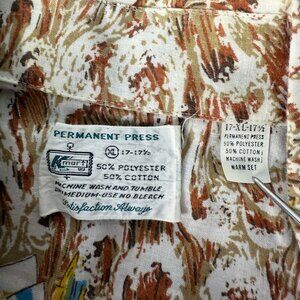 PERMANENT PRESS
Kmart
XL 17-17½
50% POLYESTER
50% COTTON
MACHINE WASH AND TUMBLE
DRY MEDIUM-USE NO BLEACH
Satisfaction Always
17-XL-17½
PERMANENT PRESS
50% POLYESTER
50% COTTON
MACHINE WASH
WARM SET